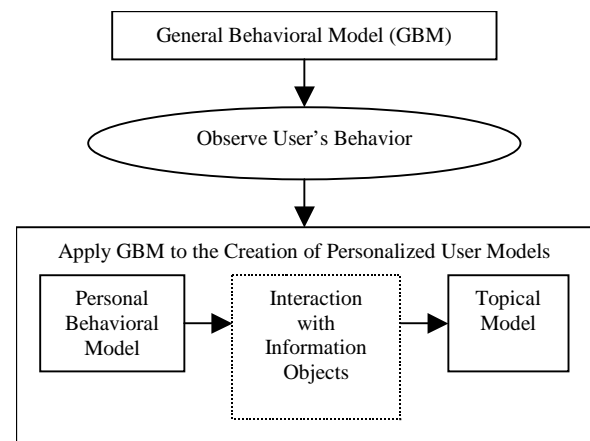 General Behavioral Model (GBM)
Observe User's Behavior
Apply GBM to the Creation of Personalized User Models
Personal
Behavioral
Model
Interaction
with
Information
Objects
Topical
Model